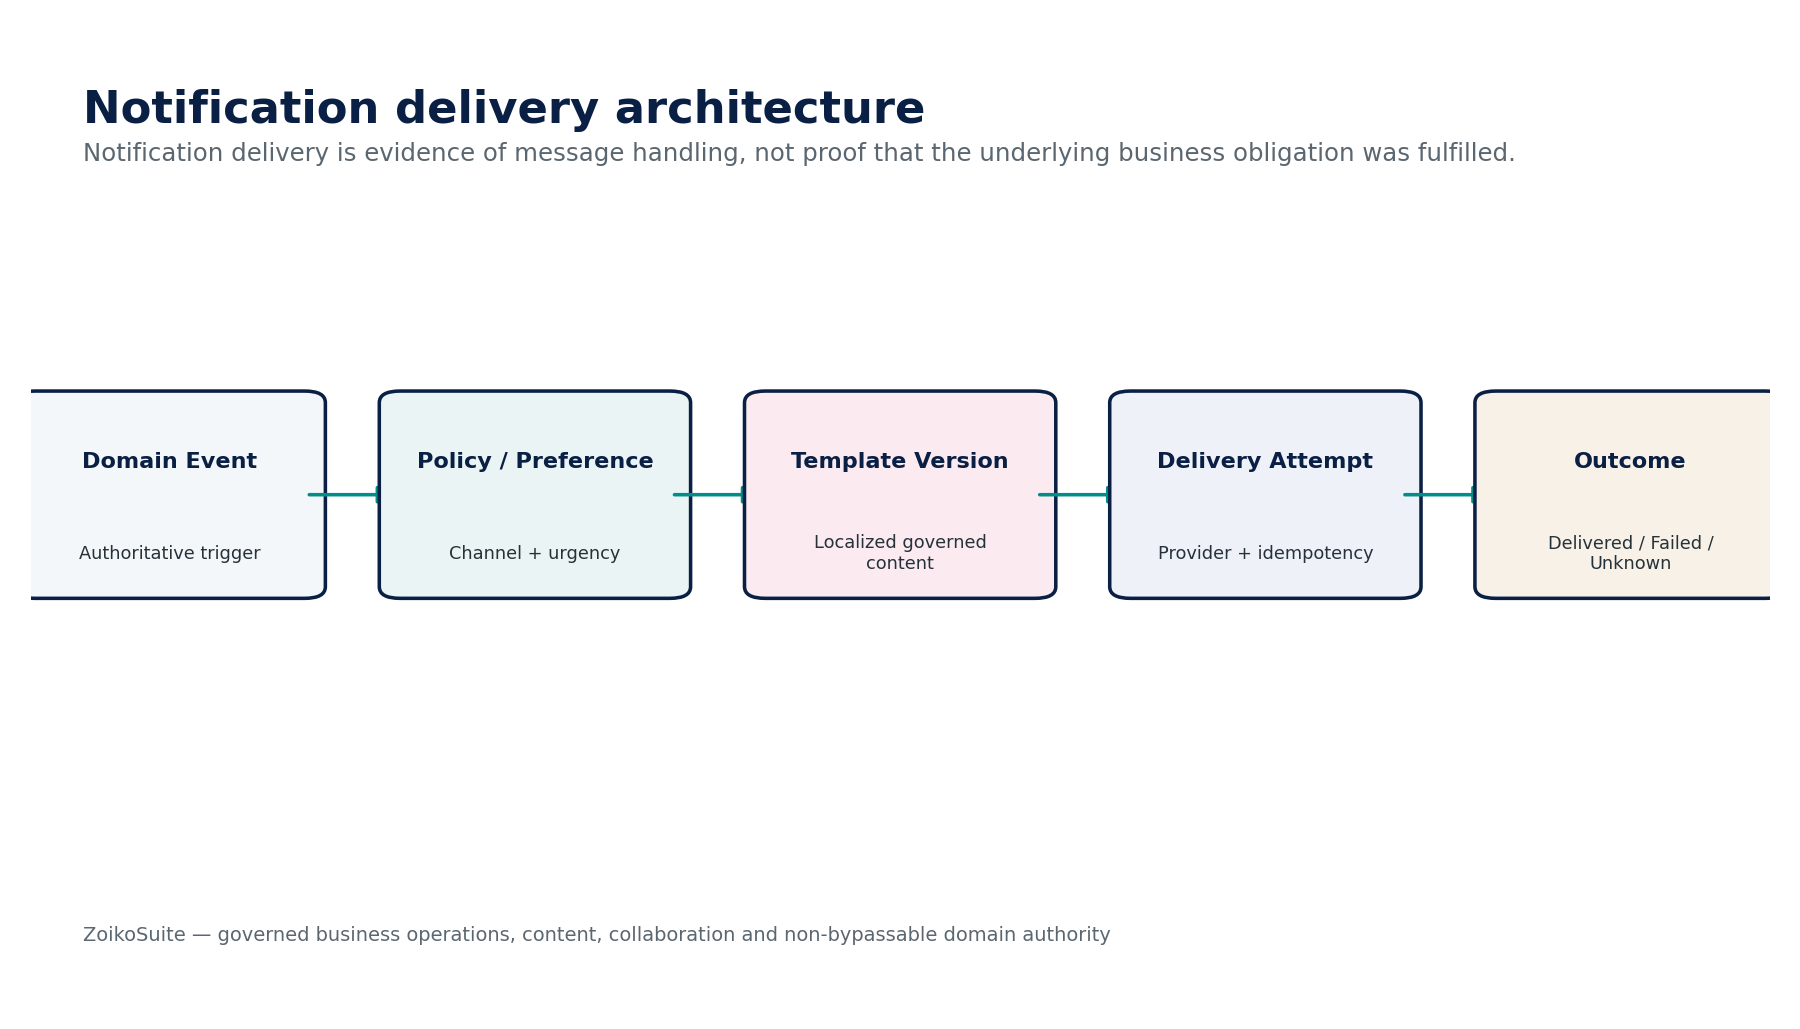 Notification delivery architecture
Notification delivery is evidence of message handling, not proof that the underlying business obligation was fulfilled.
Domain Event
Authoritative trigger
Policy / Preference
Channel + urgency
Template Version
Localized governed
content
Delivery Attempt
Provider + idempotency
Outcome
Delivered / Failed /
Unknown
ZoikoSuite — governed business operations, content, collaboration and non-bypassable domain authority